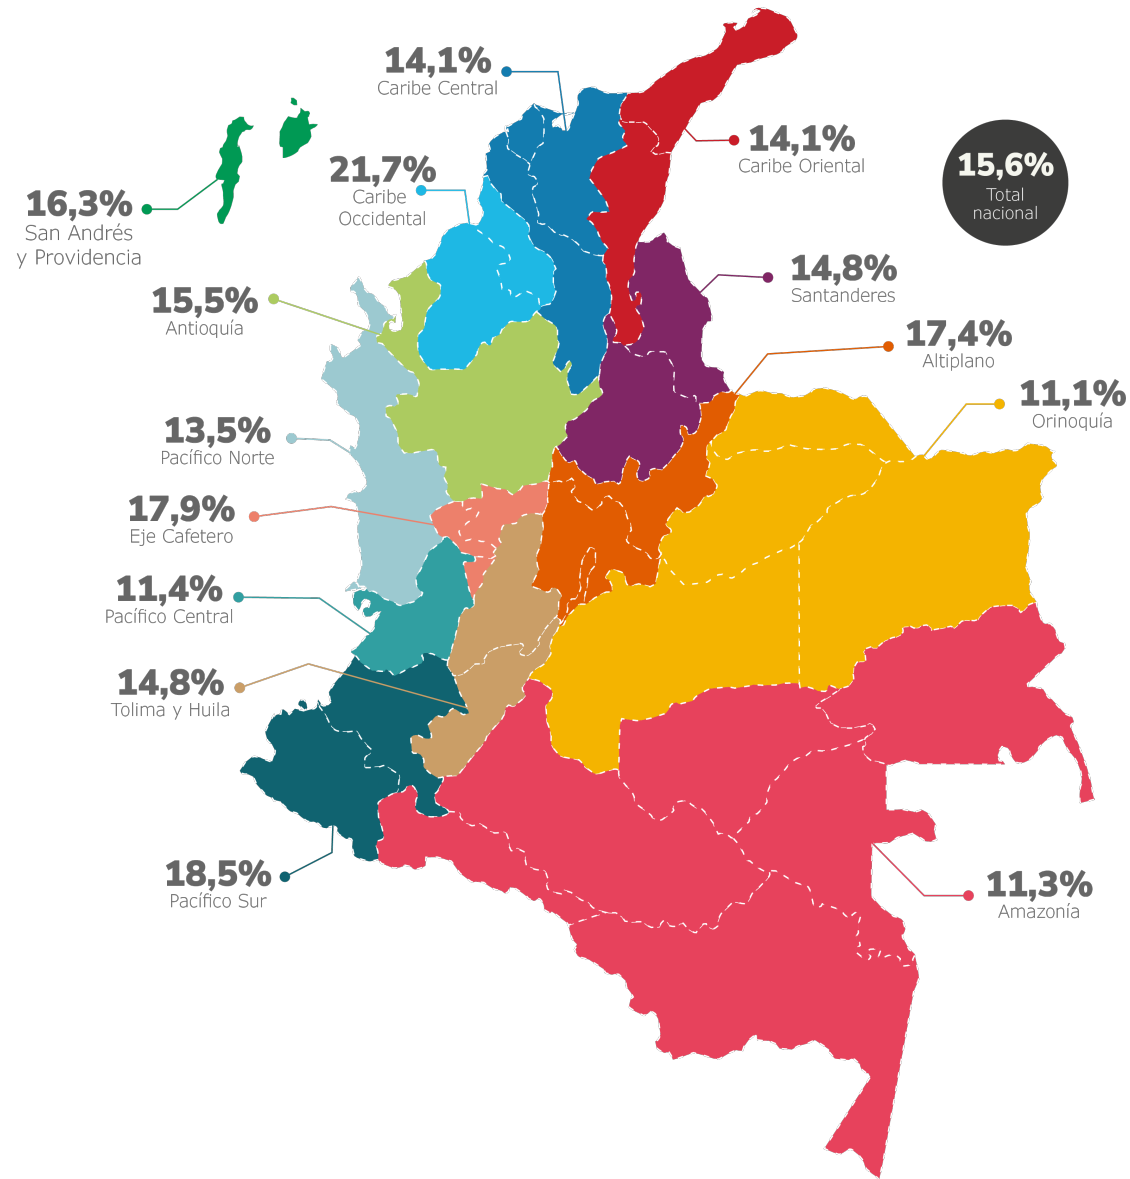 14,1%
Caribe Central
14,1%
Caribe Oriental
15,6%
Total
nacional
21,7%
Caribe
Occidental
16,3%
San Andrés
y Providencia
14,8%
Santanderes
15,5%
Antioquía
17,4%
Altiplano
11,1%
Orinoquía
13,5%
Pacífico Norte
17,9%
Eje Cafetero
11,4%
Pacífico Central
14,8%
Tolima y Huila
18,5%
Pacífico Sur
11,3%
Amazonía